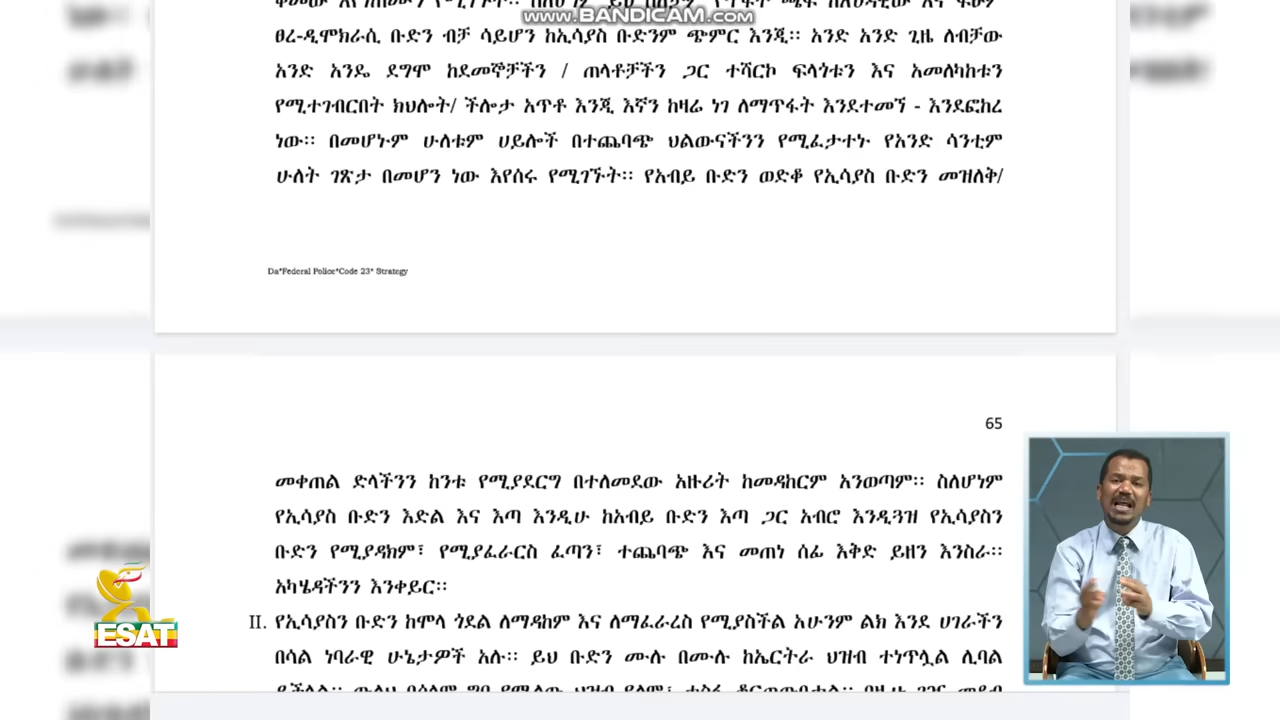 www.BANDICAM.com
ፀረ-ዲሞክራሲ ቡድን ብቻ ሳይሆን ከኢሳያስ ቡድንም ጭምር እንጂ። አንድ አንድ ጊዜ ለብቻው
አንድ አንዴ ደግሞ ከደመኞቻችን / ጠላቶቻችን ጋር ተሻርኮ ፍላጎቱን እና አመለካከቱን
የሚተገብርበት ክህሎት/ ችሎታ አጥቶ እንጂ እኛን ከዛሬ ነገ ለማጥፋት እንደተመኘ - እንደፎከረ
ነው። በመሆኑም ሁለቱም ሀይሎች በተጨባጭ ህልውናችንን የሚፈታተኑ የአንድ ሳንቲም
ሁለት ገጽታ በመሆን ነው እየሰሩ የሚገኙት። የአብይ ቡድን ወድቆ የኢሳያስ ቡድን መዝለቅ/
Da*Federal Police*Code 23* Strategy
65
መቀጠል ድላችንን ከንቱ የሚያደርግ በተለመደው አዙሪት ከመዳከርም አንወጣም። ስለሆነም
የኢሳያስ ቡድን እድል እና እጣ እንዲሁ ከአብይ ቡድን እጣ ጋር አብሮ እንዲጓዝ የኢሳያስን
ቡድን የሚያዳክም፣ የሚያፈራርስ ፈጣን፣ ተጨባጭ እና መጠነ ሰፊ እቅድ ይዘን እንስራ።
አካሄዳችንን እንቀይር።
II. የኢሳያስን ቡድን ከሞላ ጎደል ለማዳከም እና ለማፈራረስ የሚያስችል አሁንም ልክ እንደ ሀገራችን
በሳል ነባራዊ ሁኔታዎች አሉ። ይህ ቡድን ሙሉ በሙሉ ከኤርትራ ህዝብ ተነጥሏል ሊባል
ESAT